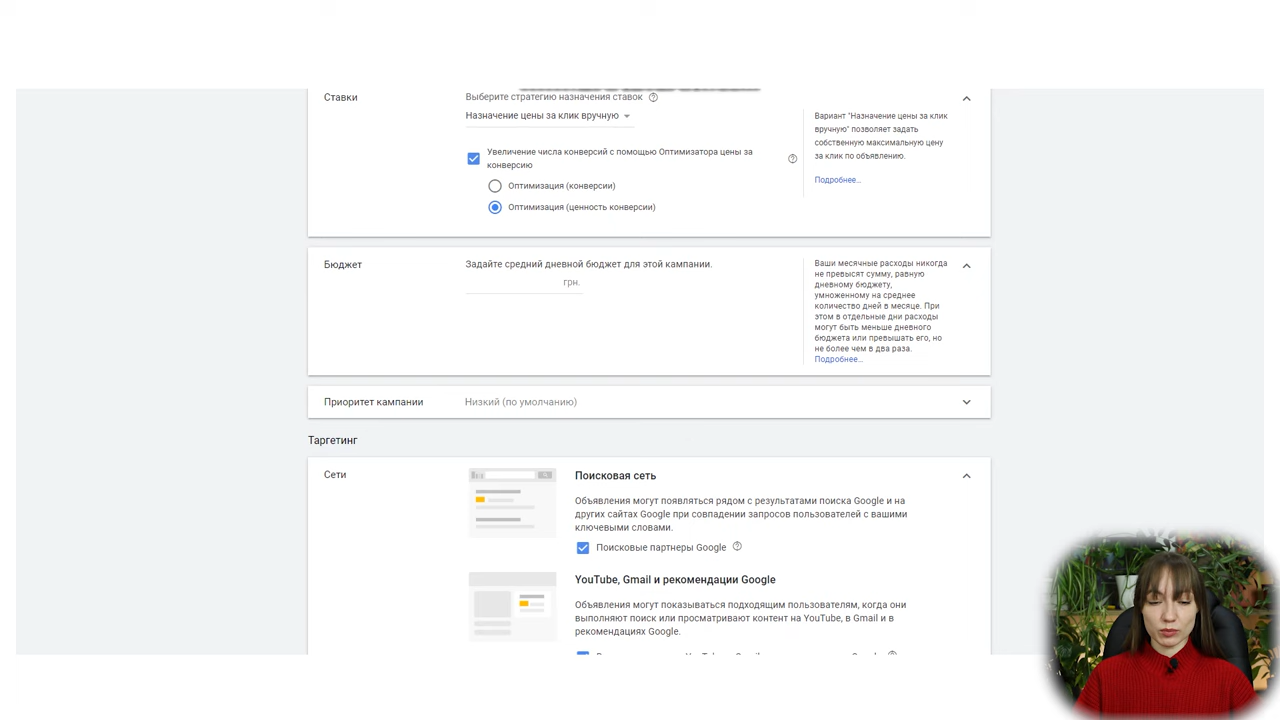 Ставки
Выберите стратегию назначения ставок
Назначение цены за клик вручную
Увеличение числа конверсий с помощью Оптимизатора цены за
конверсию
Оптимизация (конверсии)
Оптимизация (ценность конверсии)
Вариант "Назначение цены за клик
вручную" позволяет задать
собственную максимальную цену
за клик по объявлению.
Подробнее...
Бюджет
Задайте средний дневной бюджет для этой кампании.
грн.
Ваши месячные расходы никогда
не превысят сумму, равную
дневному бюджету,
умноженному на среднее
количество дней в месяце. При
этом в отдельные дни расходы
могут быть меньше дневного
бюджета или превышать его, но
не более чем в два раза.
Подробнее...
Приоритет кампании
Низкий (по умолчанию)
Таргетинг
Сети
Поисковая сеть
Объявления могут появляться рядом с результатами поиска Google и на
других сайтах Google при совпадении запросов пользователей с вашими
ключевыми словами.
Поисковые партнеры Google
YouTube, Gmail и рекомендации Google
Объявления могут показываться подходящим пользователям, когда они
выполняют поиск или просматривают контент на YouTube, в Gmail и в
рекомендациях Google.